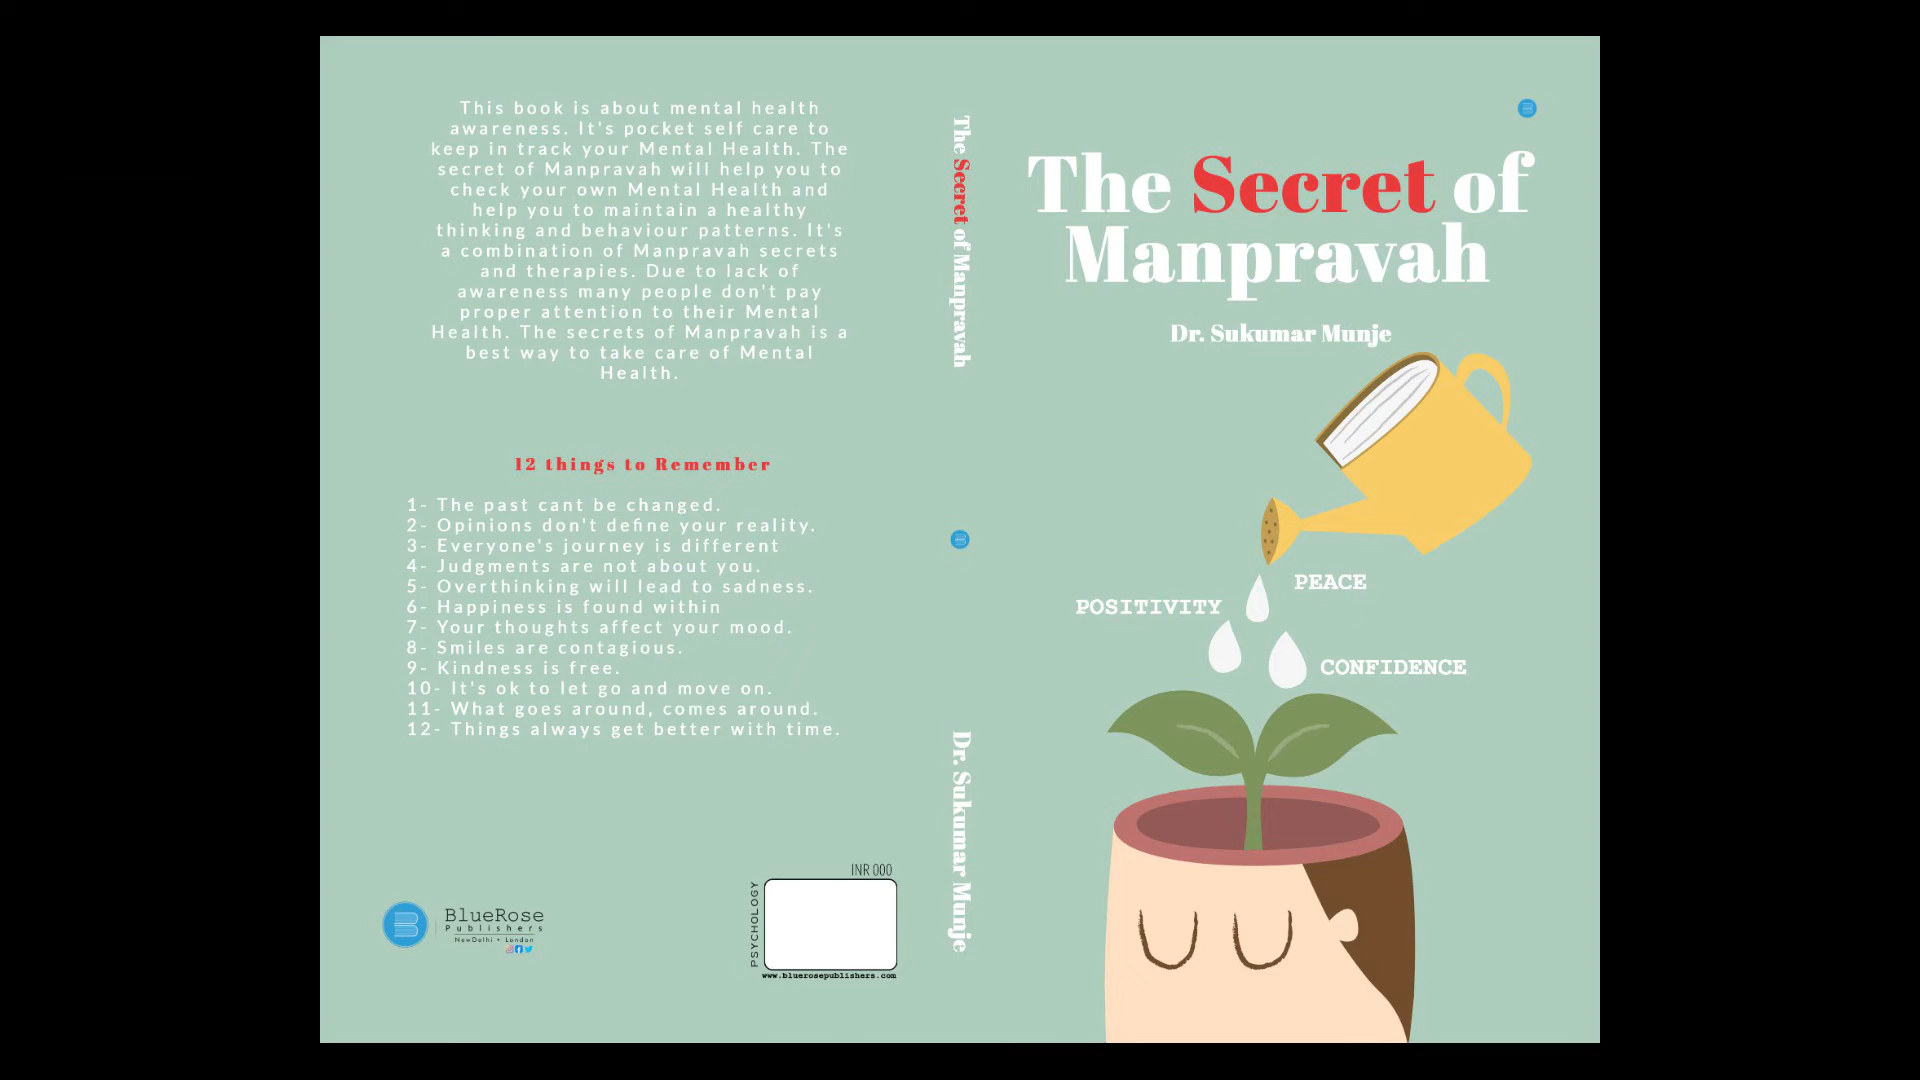 This book is about mental health
awareness. It's pocket self care to
keep in track your Mental Health. The
secret of Manpravah will help you to
check your own Mental Health and
help you to maintain a healthy
thinking and behaviour patterns. It's
a combination of Manpravah secrets
and therapies. Due to lack of
awareness many people don't pay
proper attention to their Mental
Health. The secrets of Manpravah is a
best way to take care of Mental
Health.
12 things to Remember
1- The past cant be changed.
2- Opinions don't define your reality.
3- Everyone's journey is different
4- Judgments are not about you.
5- Overthinking will lead to sadness.
6- Happiness is found within
7- Your thoughts affect your mood.
8- Smiles are contagious.
9- Kindness is free.
10- It's ok to let go and move on.
11- What goes around, comes around.
12- Things always get better with time.
BlueRose
Publishers
NewDelhi • London
INR 000
PSYCHOLOGY
www.bluerosepublishers.com
The Secret of Manpravah
Dr. Sukumar Munje
The Secret of
Manpravah
Dr. Sukumar Munje
PEACE
POSITIVITY
CONFIDENCE